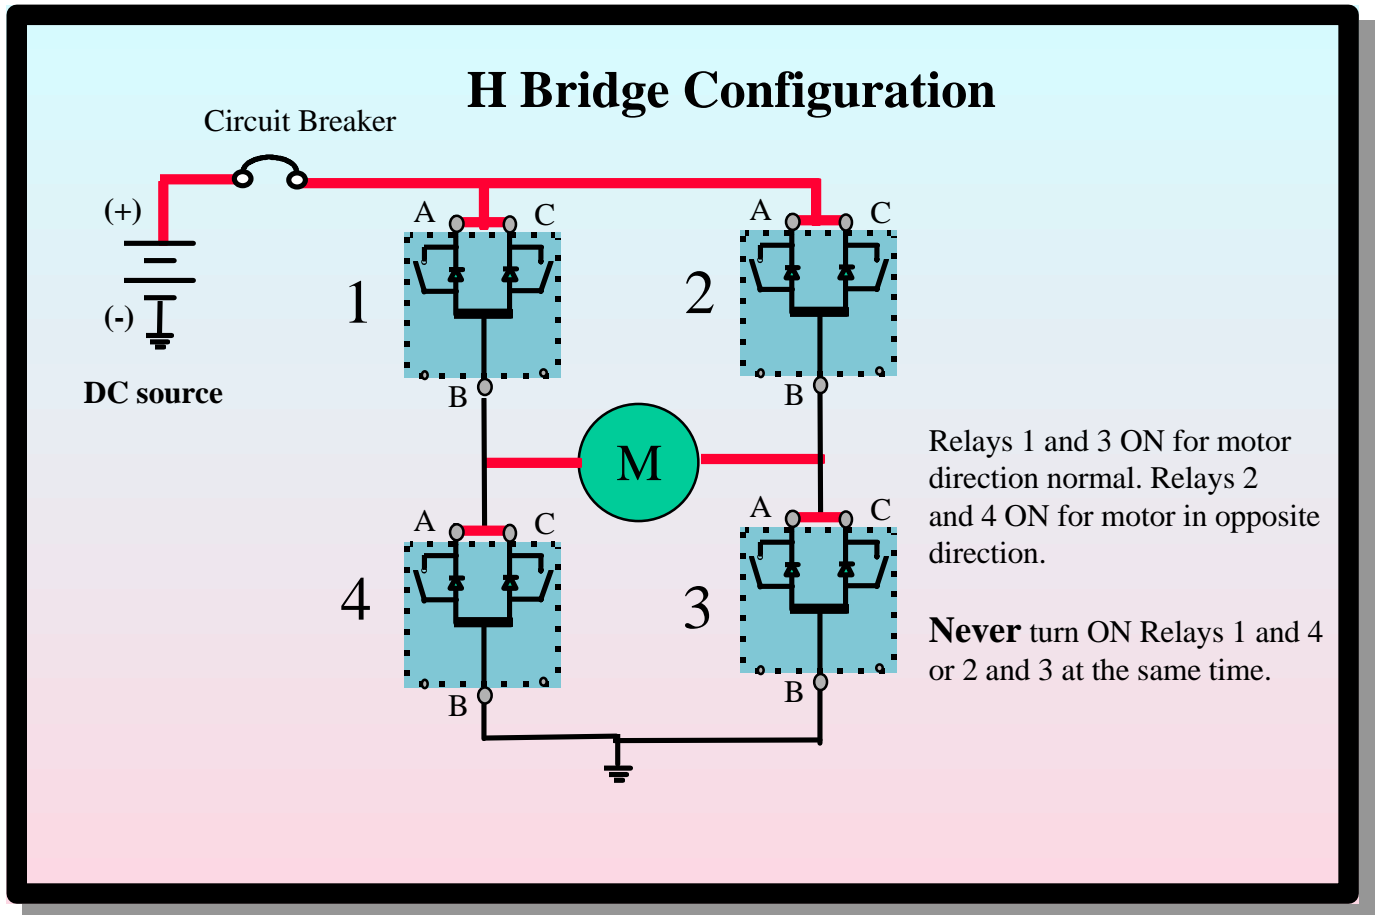 H Bridge Configuration
Circuit Breaker
(+)
A
C
A
C
1
2
(-)
DC source
B
B
M
Relays 1 and 3 ON for motor
direction normal. Relays 2
and 4 ON for motor in opposite
direction.
A
C
A
C
4
3
Never turn ON Relays 1 and 4
or 2 and 3 at the same time.
B
B